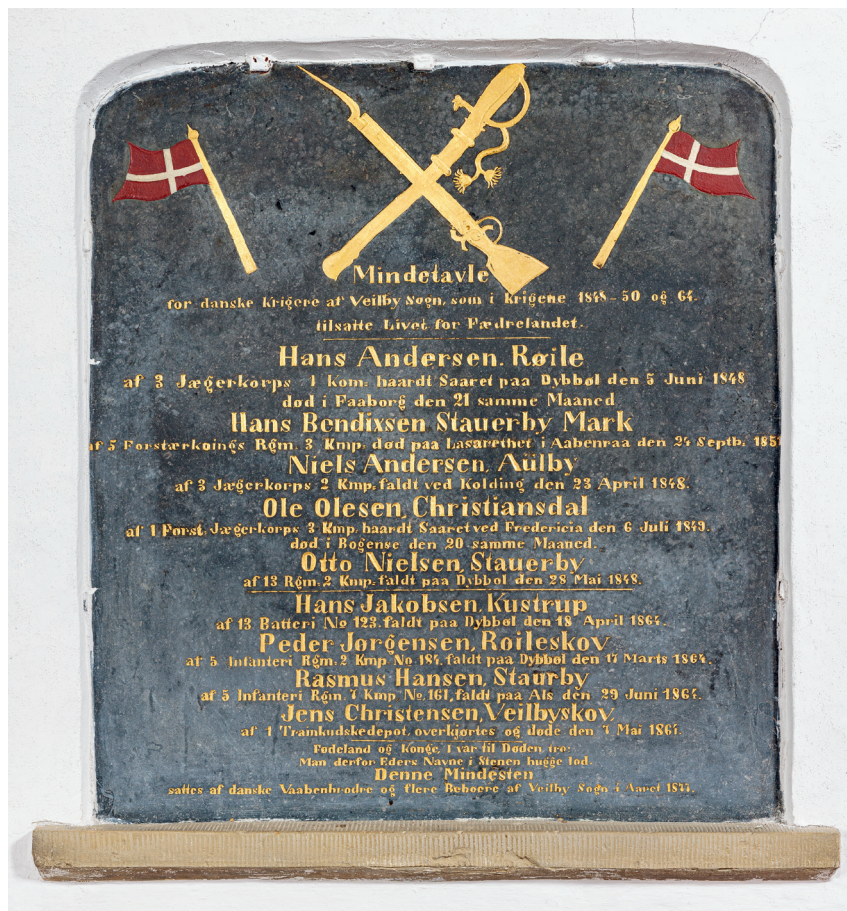 Mindetavle
for danske krigere af Veilby Sogn, som i Krigene 1848-50 og 64.
tilsatte Livet for Fædrelandet.
Hans Andersen. Røile
af 3 Jægerkorps 1 kom: haardt Saaret paa Dybbøl den 5 Juni 1848
død i Faaborg den 21 samme Maaned
Hans Bendixsen Stauerby Mark
af 5 Forstærknings Rgm. 3 Kmp: død paa Lasarethet i Aabenraa den 24 Septb:
Niels Andersen, Aülby
af 3 Jægerkorps 2 Kmp: faldt ved Kolding den 23 April 1848.
Ole Olesen, Christiansdal
af 1 Forst: Jægerkorps 3 Kmp: haardt Saaret ved Fredericia den 6 Juli 1849.
død i Bogense den 20 samme Maaned.
Otto Nielsen, Stauerby
af 13 Rgm: 2 Kmp: faldt paa Dybbøl den 28 Mai 1848.
Hans Jakobsen, Kustrup
af 13 Batteri No 123. faldt paa Dybbøl den 18 April 1864.
Peder Jørgensen, Roileskov
af 5 Infanteri Rgm: 2 Kmp No 184, faldt paa Dybbøl den 17 Marts 1864.
Rasmus Hansen, Staurby
af 5 Infanteri Rgm. 7 Kmp No. 161, faldt paa Als den 29 Juni 1864.
Jens Christensen, Veilbyskov
af 1 Tramkudskedepot, overkjørtes og døde den 7 Mai 1864.
Fødeland og Konge, I var til Døden tro:
Man derfor Eders Navne i Stenen hugge lod.
Denne Mindesten
sattes af danske Vaabenbrødre og flere Beboere af Veilby Sogn i Aaret